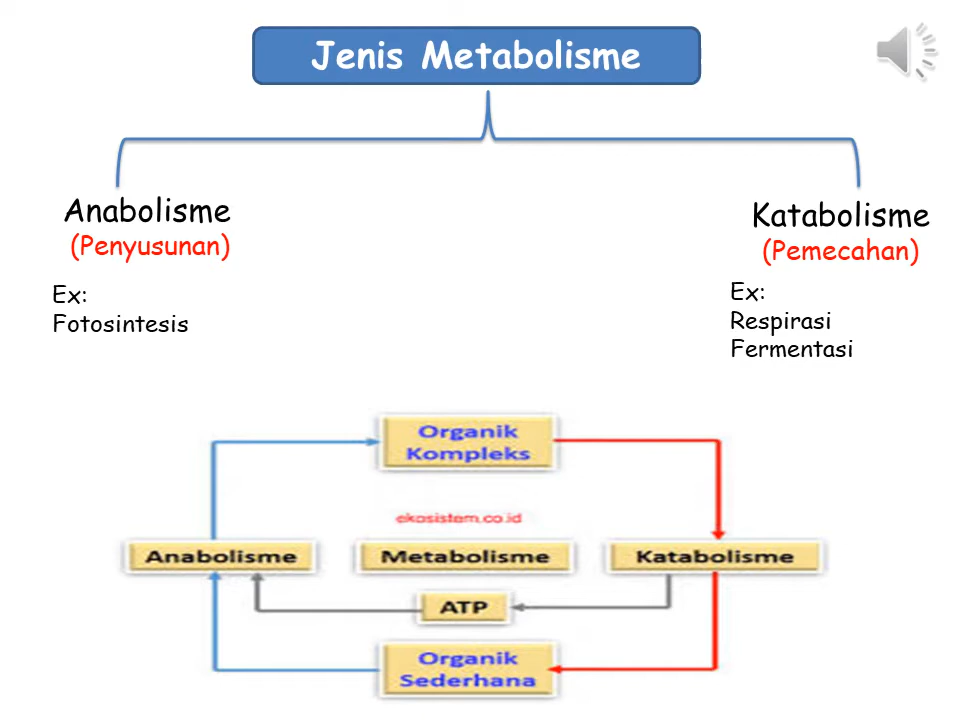 Jenis Metabolisme
Anabolisme
(Penyusunan)
Ex:
Fotosintesis
Katabolisme
(Pemecahan)
Ex:
Respirasi
Fermentasi
Organik
Kompleks
ekosistem.co.id
Anabolisme
Metabolisme
Katabolisme
ATP
Organik
Sederhana